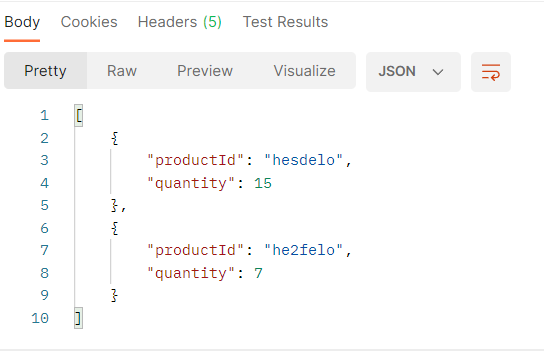 Body Cookies Headers (5) Test Results
Pretty Raw Preview Visualize JSON
1 [
2 {
3 "productId": "hesdelo",
4 "quantity": 15
5 },
6 {
7 "productId": "he2felo",
8 "quantity": 7
9 }
10 ]